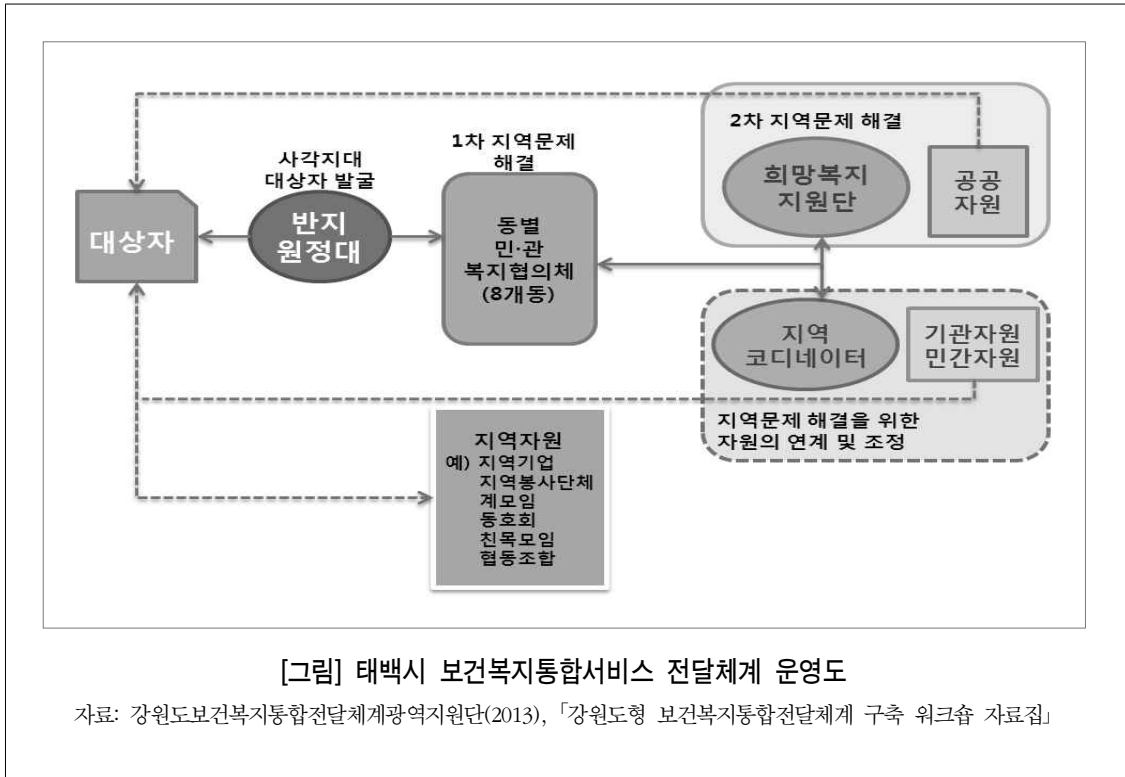 사각지대
대상자 발굴
1차 지역문제
해결
2차 지역문제 해결
대상자
반지
원정대
동별
민·관
복지협의체
(8개동)
희망복지
지원단
공공
자원
지역
코디네이터
기관자원
민간자원
지역문제 해결을 위한
자원의 연계 및 조정
지역자원
예) 지역기업
지역봉사단체
계모임
동호회
친목모임
협동조합
[그림] 태백시 보건복지통합서비스 전달체계 운영도
자료: 강원도보건복지통합전달체계광역지원단(2013), 「강원도형 보건복지통합전달체계 구축 워크숍 자료집」